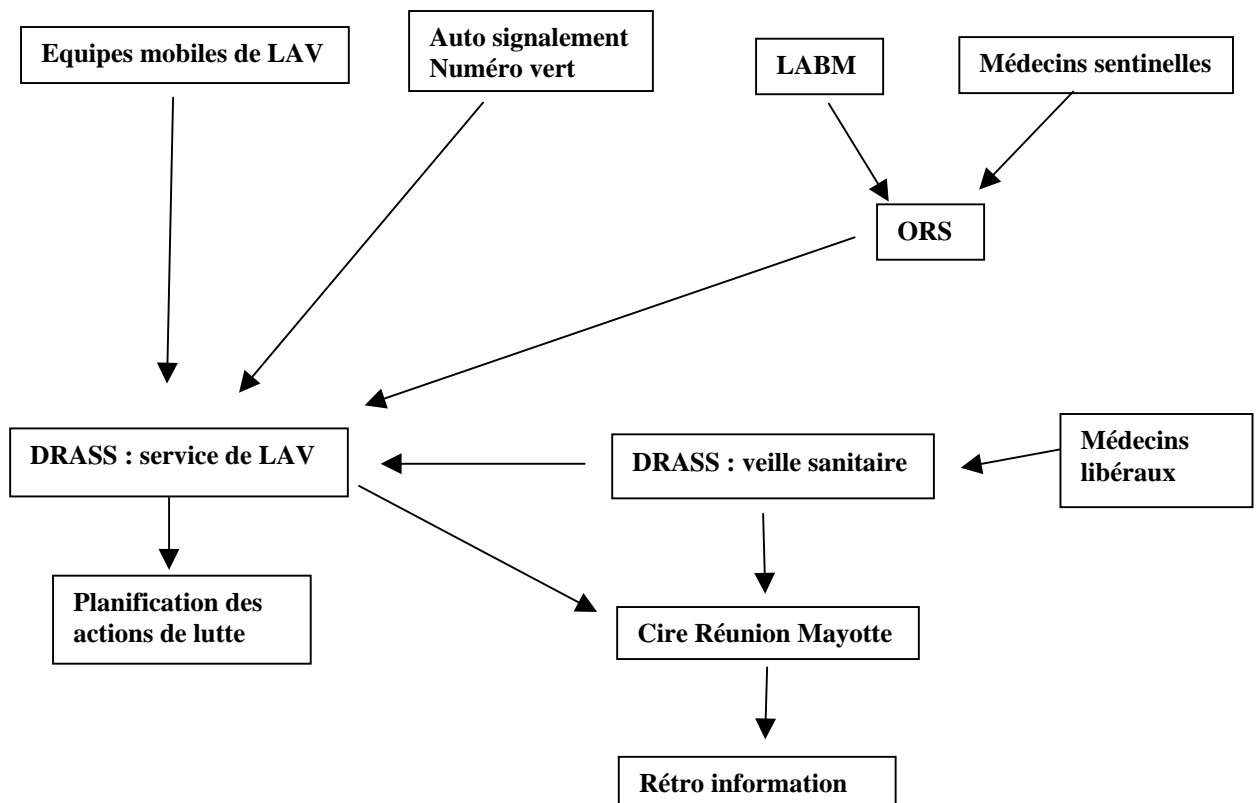 Equipes mobiles de LAV
Auto signalement
Numéro vert
LABM
Médecins sentinelles
ORS
DRASS : service de LAV
DRASS : veille sanitaire
Médecins
libéraux
Planification des
actions de lutte
Cire Réunion Mayotte
Rétro information